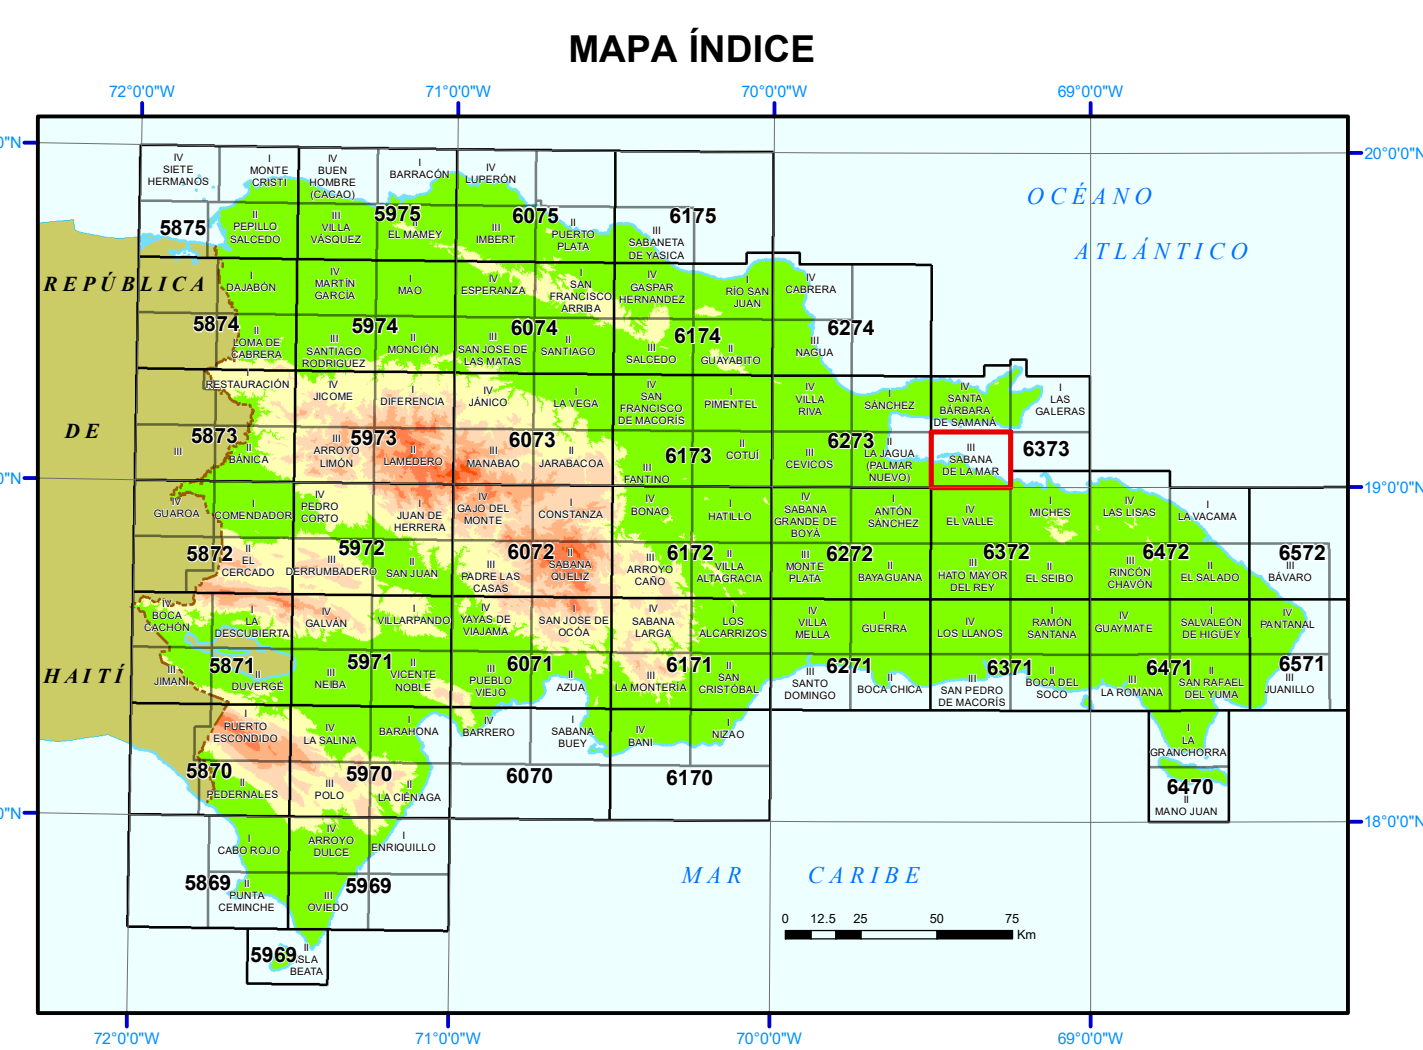 MAPA ÍNDICE
72°0'0"W
71°0'0"W
70°0'0"W
69°0'0"W
0"N
20°0'0"N
OCÉANO
ATLÁNTICO
IV
SIETE
HERMANOS
I
MONTE
CRISTI
IV
BUEN
HOMBRE
(CACAO)
I
BARRACÓN
IV
LUPERÓN
5875
II
PEPILLO
SALCEDO
III
VILLA
VÁSQUEZ
5975
II
EL MAMEY
III
IMBERT
6075
II
PUERTO
PLATA
III
SABANETA
DE YASICA
6175
REPÚBLICA
I
DAJABÓN
IV
MARTÍN
GARCÍA
I
MAO
IV
ESPERANZA
I
SAN
FRANCISCO
ARRIBA
IV
GASPAR
HERNANDEZ
I
RÍO SAN
JUAN
IV
CABRERA
5874
II
LOMA DE
CABRERA
III
SANTIAGO
RODRIGUEZ
5974
II
MONCIÓN
III
SAN JOSE DE
LAS MATAS
6074
II
SANTIAGO
III
SALCEDO
6174
II
GUAYABITO
III
NAGUA
6274
I
RESTAURACIÓN
IV
JICOME
I
DIFERENCIA
IV
JÁNICO
I
LA VEGA
IV
SAN
FRANCISCO
DE MACORÍS
I
PIMENTEL
IV
VILLA
RIVA
I
SÁNCHEZ
IV
SANTA
BÁRBARA
DE SAMANÁ
I
LAS
GALERAS
DE
III
5873
II
BÁNICA
III
ARROYO
LIMÓN
5973
II
LAMEDERO
III
MANABAO
6073
II
JARABACOA
III
FANTINO
6173
II
COTUÍ
III
CEVICOS
6273
II
LA JAGUA
(PALMAR
NUEVO)
III
SABANA
DE LA MAR
6373
19°0'0"N
0"N
IV
GUAROA
I
COMENDADOR
IV
PEDRO
CORTO
I
JUAN DE
HERRERA
IV
GAJO DEL
MONTE
I
CONSTANZA
IV
BONAO
I
HATILLO
IV
SABANA
GRANDE DE
BOYÁ
I
ANTÓN
SÁNCHEZ
IV
EL VALLE
I
MICHES
IV
LAS LISAS
I
LA VACAMA
5872
II
EL
CERCADO
III
DERRUMBADERO
5972
II
SAN JUAN
III
PADRE LAS
CASAS
6072
II
SABANA
QUELIZ
III
ARROYO
CAÑO
6172
II
VILLA
ALTAGRACIA
III
MONTE
PLATA
6272
II
BAYAGUANA
III
HATO MAYOR
DEL REY
6372
II
EL SEIBO
III
RINCÓN
CHAVÓN
6472
II
EL SALADO
6572
III
BÁVARO
IV
BOCA
CACHÓN
I
LA
DESCUBIERTA
IV
GALVÁN
I
VILLARPANDO
IV
YAYAS DE
VIAJAMA
I
SAN JOSE DE
OCÓA
IV
SABANA
LARGA
I
LOS
ALCARRIZOS
IV
VILLA
MELLA
I
GUERRA
IV
LOS LLANOS
I
RAMÓN
SANTANA
IV
GUAYMATE
I
SALVALEÓN
DE HIGÜEY
IV
PANTANAL
HAITÍ
III
JIMANI
5871
II
DUVERGÉ
III
NEIBA
5971
II
VICENTE
NOBLE
III
PUEBLO
VIEJO
6071
II
AZUA
III
LA MONTERÍA
6171
II
SAN
CRISTÓBAL
III
SANTO
DOMINGO
6271
II
BOCA CHICA
III
SAN PEDRO
DE MACORÍS
6371
II
BOCA DEL
SOCO
III
LA ROMANA
6471
II
SAN RAFAEL
DEL YUMA
6571
III
JUANILLO
I
PUERTO
ESCONDIDO
IV
LA SALINA
I
BARAHONA
IV
BARRERO
I
SABANA
BUEY
IV
BANI
I
NIZAO
I
LA
GRANCHORRA
5870
II
PEDERNALES
III
POLO
5970
II
LA CIÉNAGA
6070
6170
6470
II
MANO JUAN
0"N
18°0'0"N
I
CABO ROJO
IV
ARROYO
DULCE
I
ENRIQUILLO
MAR CARIBE
5869
II
PUNTA
CEMINCHE
III
OVIEDO
5969
0 12.5 25 50 75
Km
5969
II
ISLA
BEATA
72°0'0"W
71°0'0"W
70°0'0"W
69°0'0"W